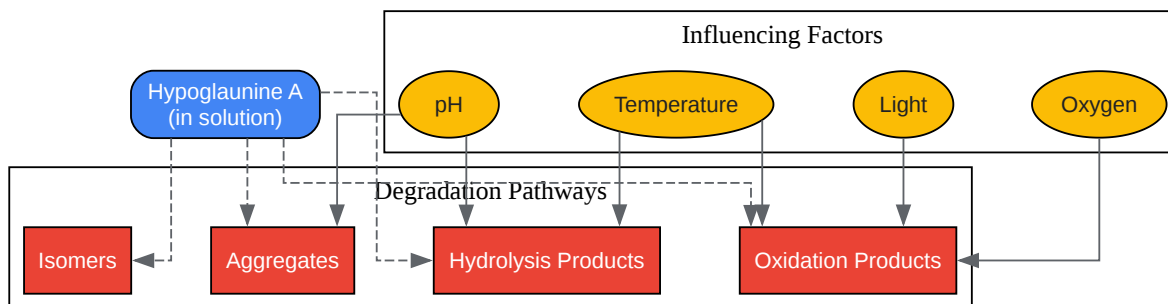 Influencing Factors
Hypoglaunine A
(in solution)
pH
Temperature
Light
Oxygen
Degradation Pathways
Isomers
Aggregates
Hydrolysis Products
Oxidation Products